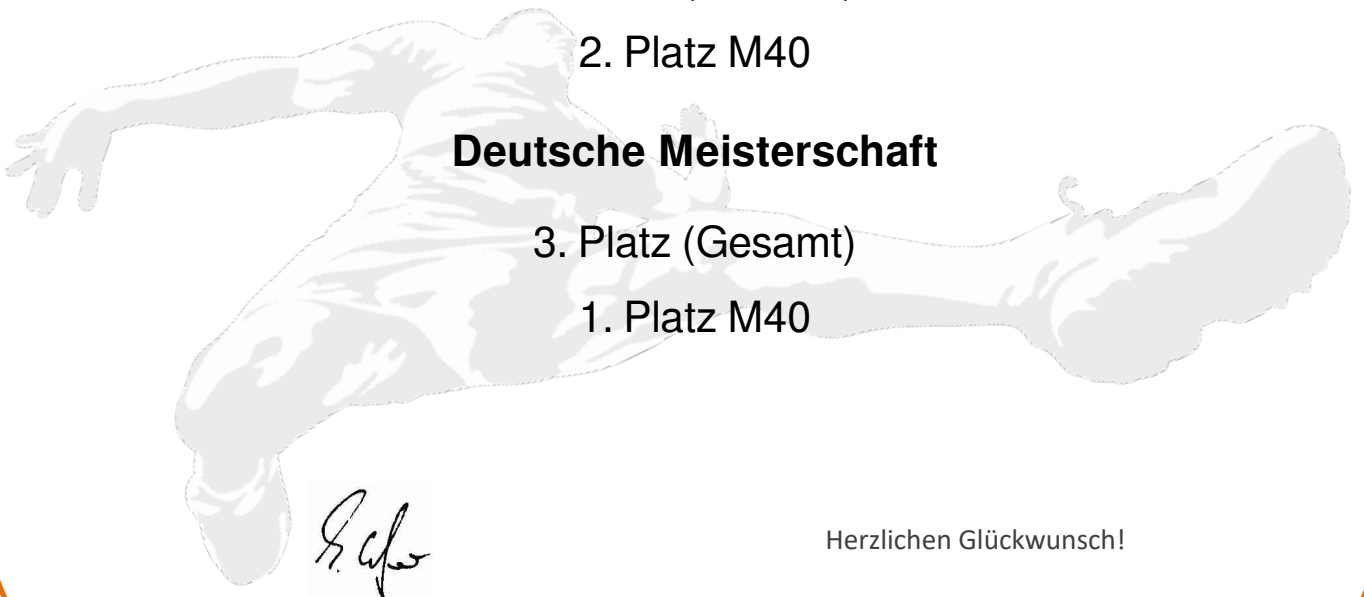 2. Platz M40
Deutsche Meisterschaft
3. Platz (Gesamt)
1. Platz M40
Herzlichen Glückwunsch!